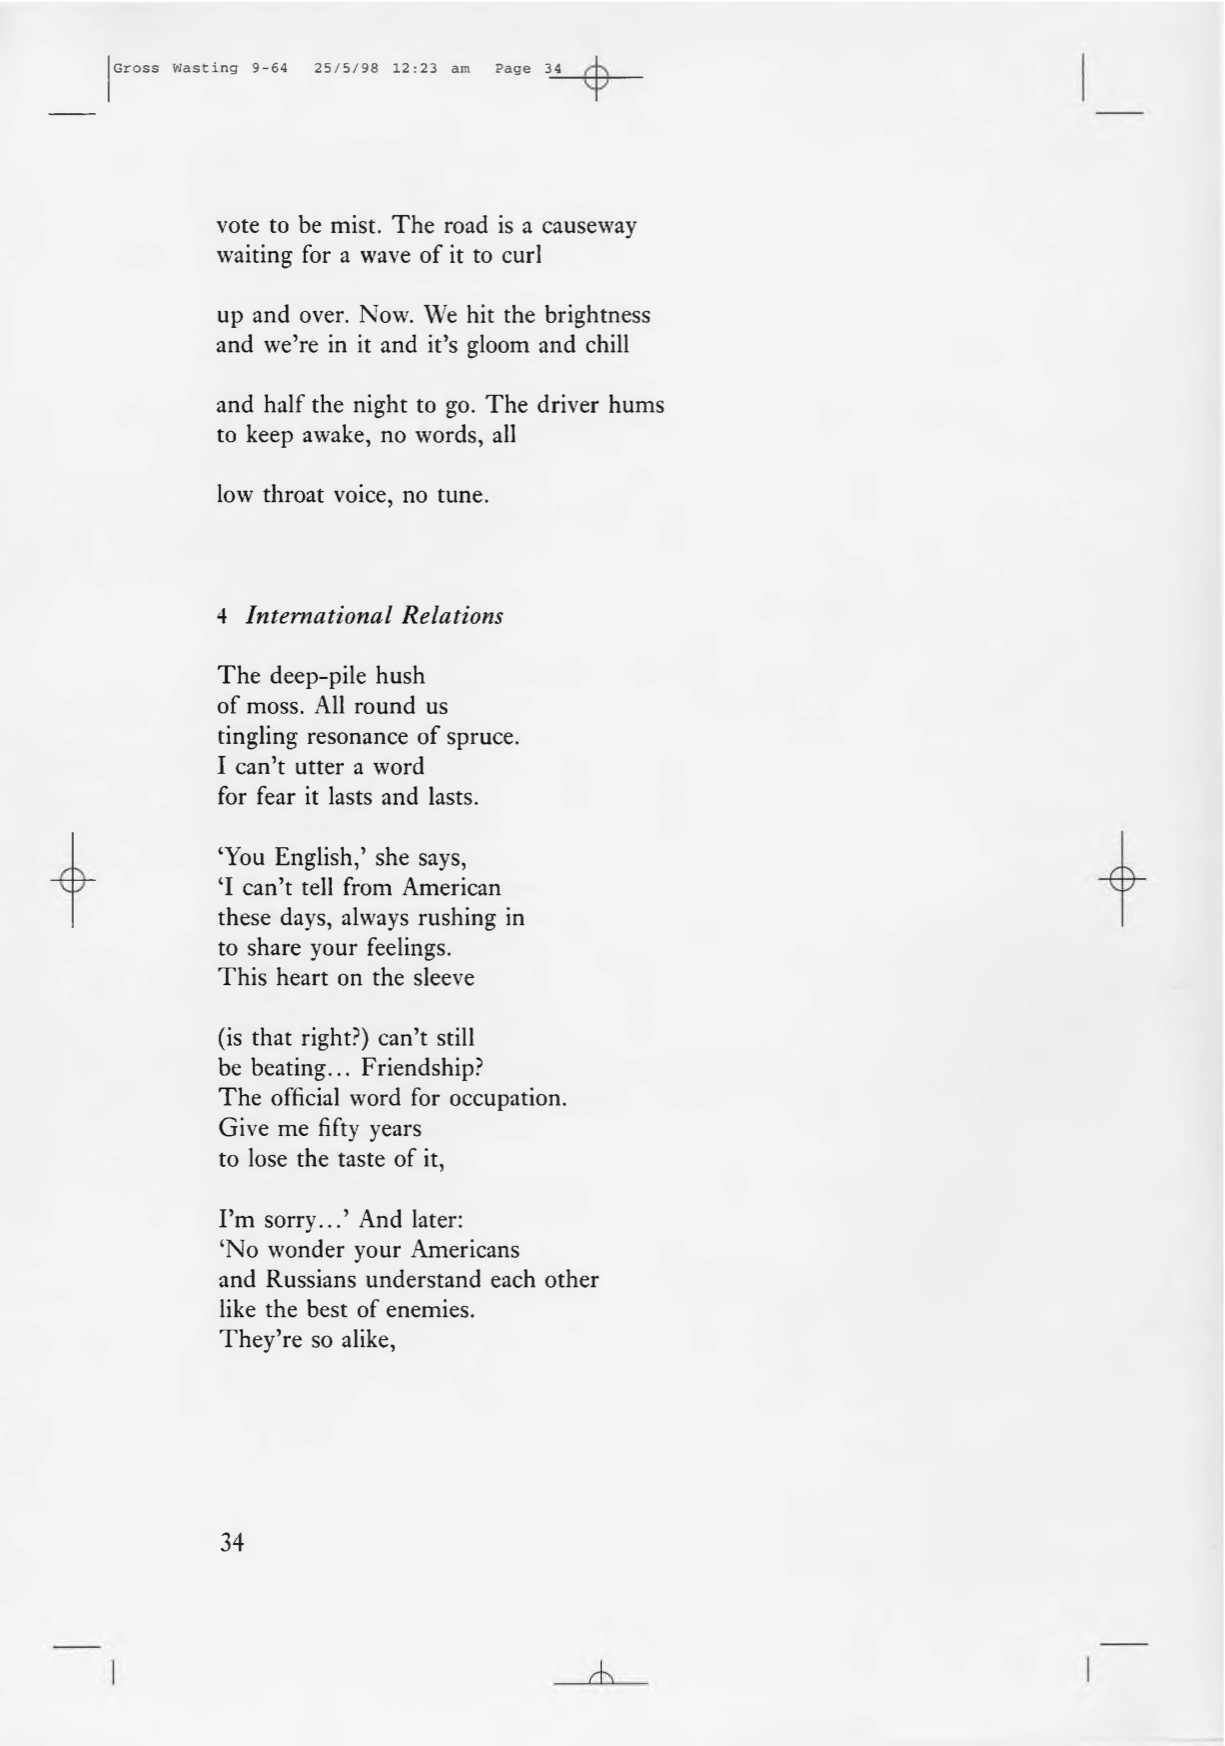 Gross Wasting 9-64 25/5/98 12:23 am Page 34
vote to be mist. The road is a causeway
waiting for a wave of it to curl
up and over. Now. We hit the brightness
and we're in it and it's gloom and chill
and half the night to go. The driver hums
to keep awake, no words, all
low throat voice, no tune.
4 International Relations
The deep-pile hush
of moss. All round us
tingling resonance of spruce.
I can't utter a word
for fear it lasts and lasts.
‘You English,’ she says,
‘I can't tell from American
these days, always rushing in
to share your feelings.
This heart on the sleeve
(is that right?) can't still
be beating... Friendship?
The official word for occupation.
Give me fifty years
to lose the taste of it,
I'm sorry...’ And later:
‘No wonder your Americans
and Russians understand each other
like the best of enemies.
They're so alike,
34